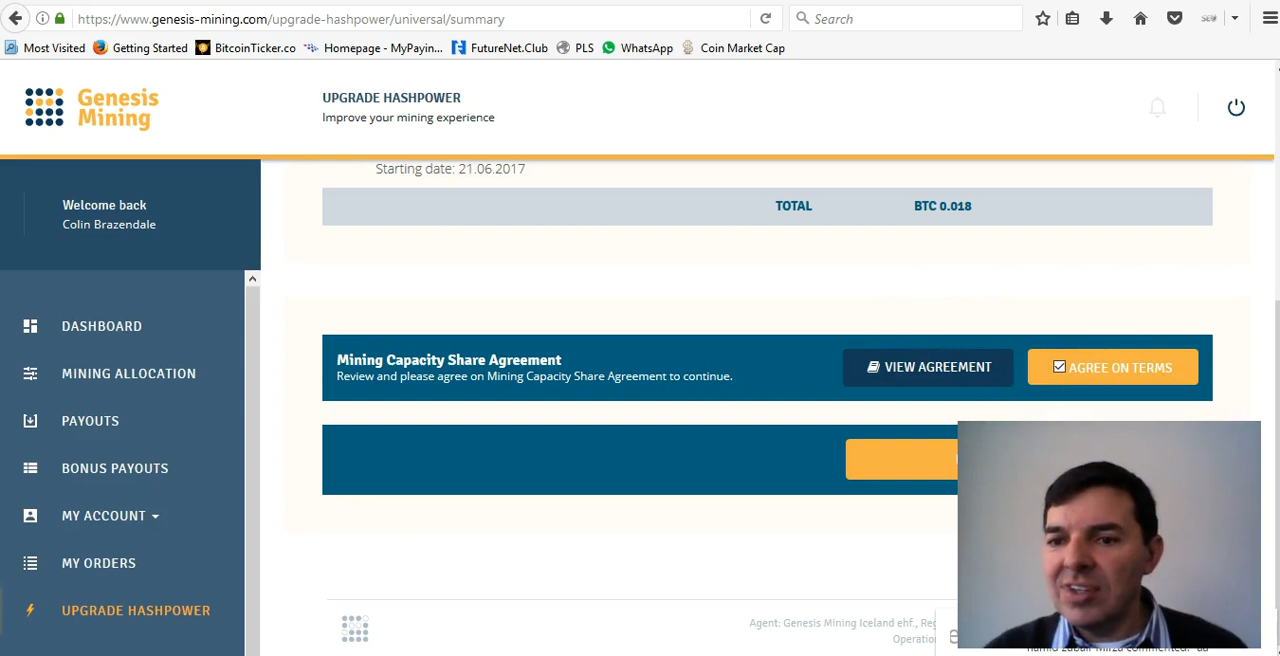 https://www.genesis-mining.com/upgrade-hashpower/universal/summary
Search
Most Visited
Getting Started
BitcoinTicker.co
Homepage - MyPayin...
FutureNet.Club
PLS
WhatsApp
Coin Market Cap
Genesis
Mining
UPGRADE HASHPOWER
Improve your mining experience
Welcome back
Colin Brazendale
DASHBOARD
MINING ALLOCATION
PAYOUTS
BONUS PAYOUTS
MY ACCOUNT
MY ORDERS
UPGRADE HASHPOWER
Starting date: 21.06.2017
TOTAL BTC 0.018
Mining Capacity Share Agreement
Review and please agree on Mining Capacity Share Agreement to continue.
VIEW AGREEMENT
AGREE ON TERMS
Agent: Genesis Mining Iceland ehf., Reg
Operation